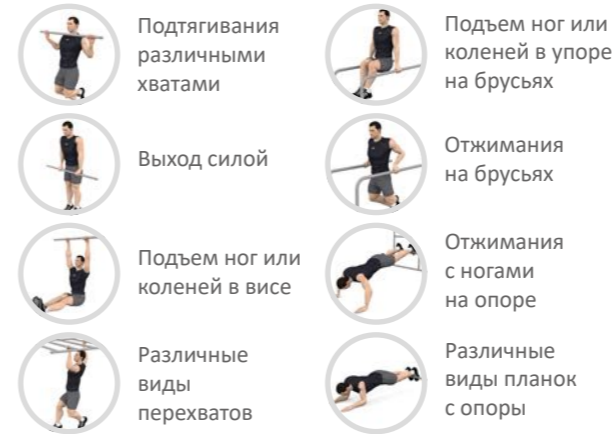 Подтягивания
различными
хватами
Выход силой
Подъем ног или
коленей в висе
Различные
виды
перехватов
Подъем ног или
коленей в упоре
на брусьях
Отжимания
на брусьях
Отжимания
с ногами
на опоре
Различные
виды планок
с опоры